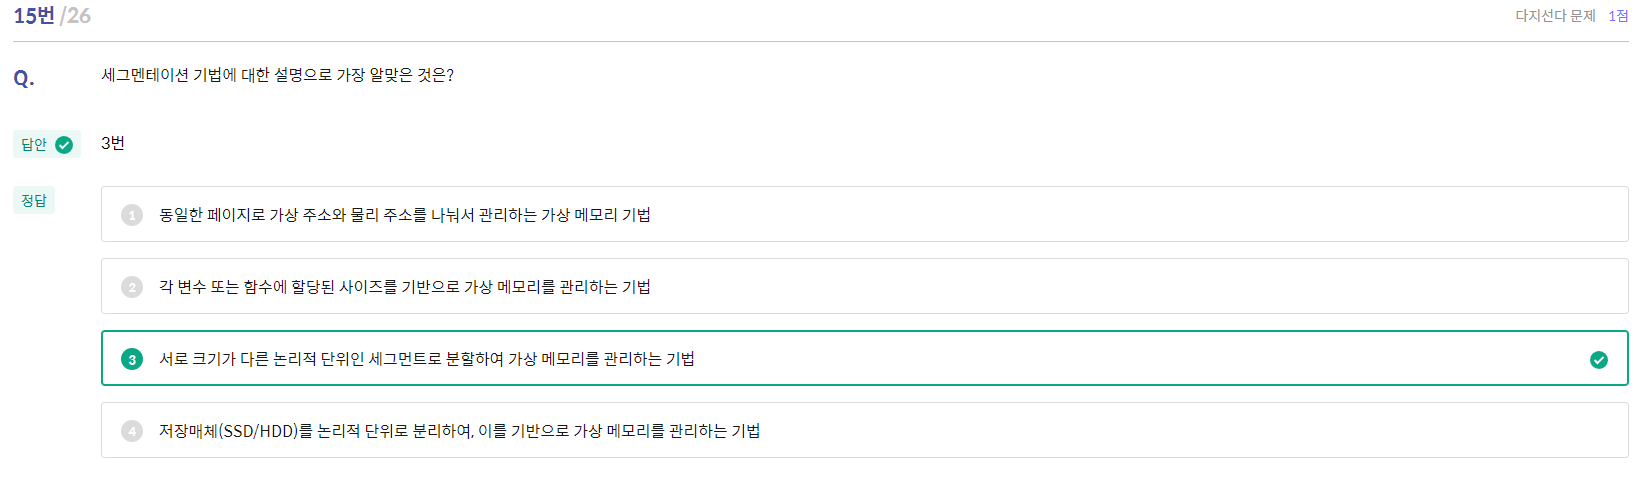 15번 /26
다지선다 문제 1점
Q. 세그멘테이션 기법에 대한 설명으로 가장 알맞은 것은?
답안 3번
정답
1 동일한 페이지로 가상 주소와 물리 주소를 나눠서 관리하는 가상 메모리 기법
2 각 변수 또는 함수에 할당된 사이즈를 기반으로 가상 메모리를 관리하는 기법
3 서로 크기가 다른 논리적 단위인 세그먼트로 분할하여 가상 메모리를 관리하는 기법
4 저장매체(SSD/HDD)를 논리적 단위로 분리하여, 이를 기반으로 가상 메모리를 관리하는 기법